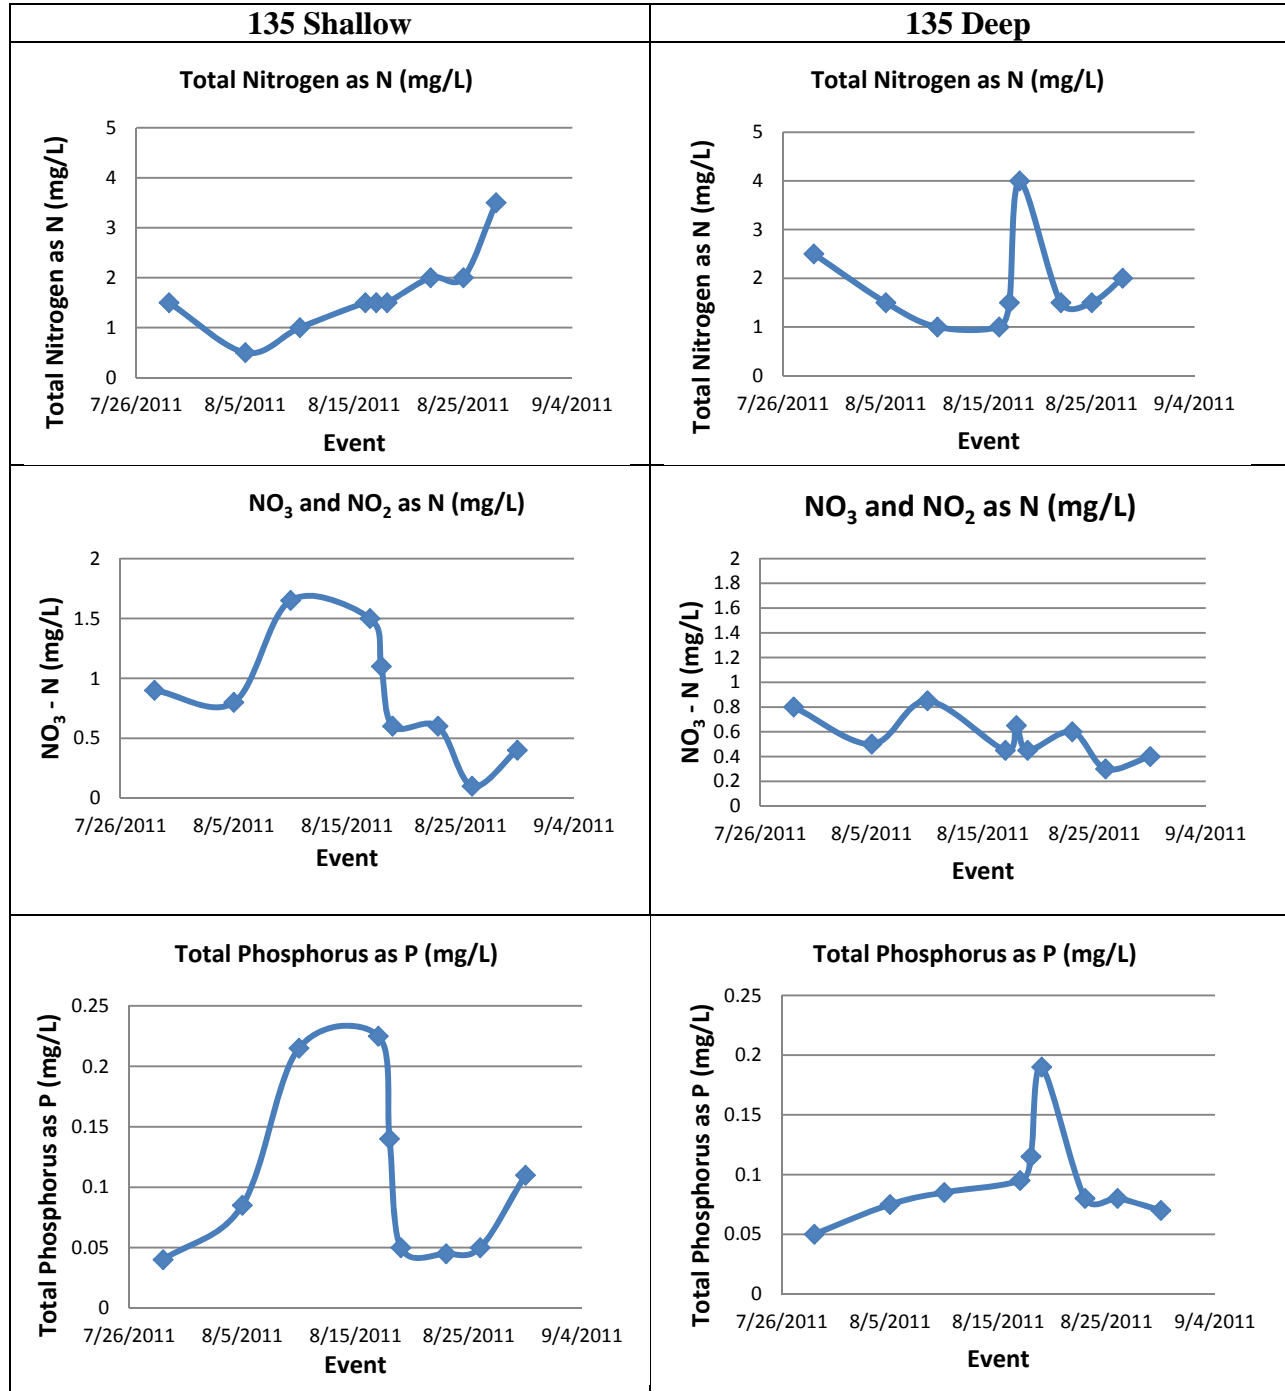 135 Shallow
135 Deep
Total Nitrogen as N (mg/L)
Total Nitrogen as N (mg/L)
5
4
3
2
1
0
7/26/2011 8/5/2011 8/15/2011 8/25/2011 9/4/2011
Event
Total Nitrogen as N (mg/L)
Total Nitrogen as N (mg/L)
5
4
3
2
1
0
7/26/2011 8/5/2011 8/15/2011 8/25/2011 9/4/2011
Event
NO₃ and NO₂ as N (mg/L)
NO₃ - N (mg/L)
2
1.5
1
0.5
0
7/26/2011 8/5/2011 8/15/2011 8/25/2011 9/4/2011
Event
NO₃ and NO₂ as N (mg/L)
NO₃ - N (mg/L)
2
1.8
1.6
1.4
1.2
1
0.8
0.6
0.4
0.2
0
7/26/2011 8/5/2011 8/15/2011 8/25/2011 9/4/2011
Event
Total Phosphorus as P (mg/L)
Total Phosphorus as P (mg/L)
0.25
0.2
0.15
0.1
0.05
0
7/26/2011 8/5/2011 8/15/2011 8/25/2011 9/4/2011
Event
Total Phosphorus as P (mg/L)
Total Phosphorus as P (mg/L)
0.25
0.2
0.15
0.1
0.05
0
7/26/2011 8/5/2011 8/15/2011 8/25/2011 9/4/2011
Event